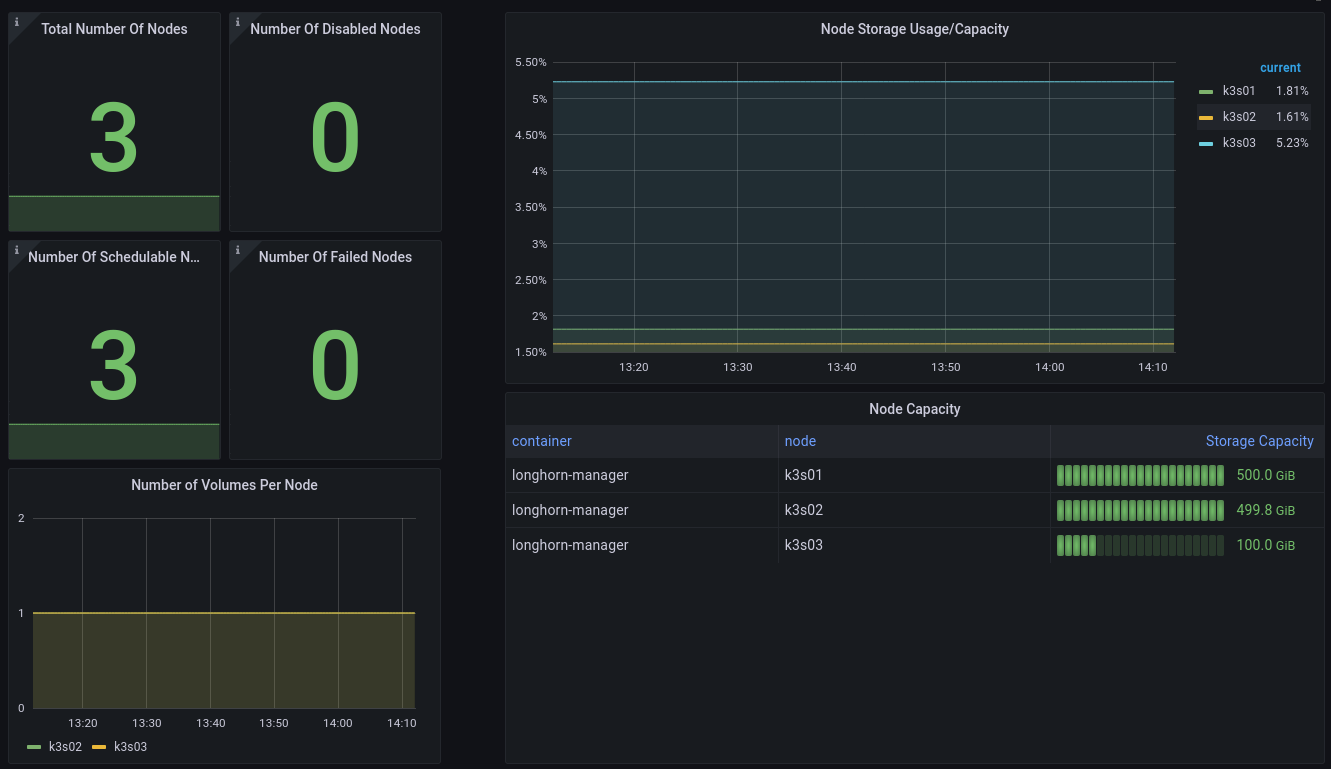 Total Number Of Nodes
3
Number Of Disabled Nodes
0
Number Of Schedulable N...
3
Number Of Failed Nodes
0
Number of Volumes Per Node
2
1
0
13:20 13:30 13:40 13:50 14:00 14:10
k3s02 k3s03
Node Storage Usage/Capacity
5.50%
5%
4.50%
4%
3.50%
3%
2.50%
2%
1.50%
13:20 13:30 13:40 13:50 14:00 14:10
current
k3s01 1.81%
k3s02 1.61%
k3s03 5.23%
Node Capacity
container node Storage Capacity
longhorn-manager k3s01 500.0 GiB
longhorn-manager k3s02 499.8 GiB
longhorn-manager k3s03 100.0 GiB